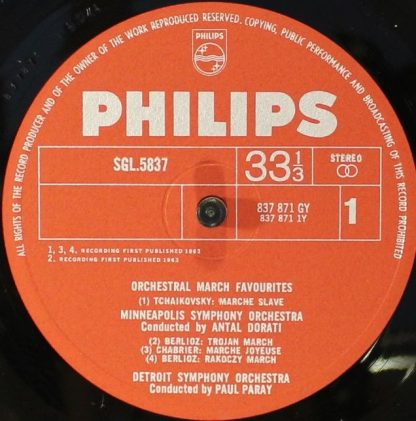 ALL RIGHTS OF THE RECORD PRODUCER AND OF THE OWNER OF THE WORK REPRODUCED RESERVED, COPYING, PUBLIC PERFORMANCE AND BROADCASTING OF THIS RECORD PROHIBITED
PHILIPS
PHILIPS
SGL.5837
33⅓
STEREO
837 871 GY
837 871 1Y
1
1, 3, 4. RECORDING FIRST PUBLISHED 1963
2. RECORDING FIRST PUBLISHED 1962
ORCHESTRAL MARCH FAVOURITES
(1) TCHAIKOVSKY: MARCHE SLAVE
MINNEAPOLIS SYMPHONY ORCHESTRA
Conducted by ANTAL DORATI
(2) BERLIOZ: TROJAN MARCH
(3) CHABRIER: MARCHE JOYEUSE
(4) BERLIOZ: RAKOCZY MARCH
DETROIT SYMPHONY ORCHESTRA
Conducted by PAUL PARAY